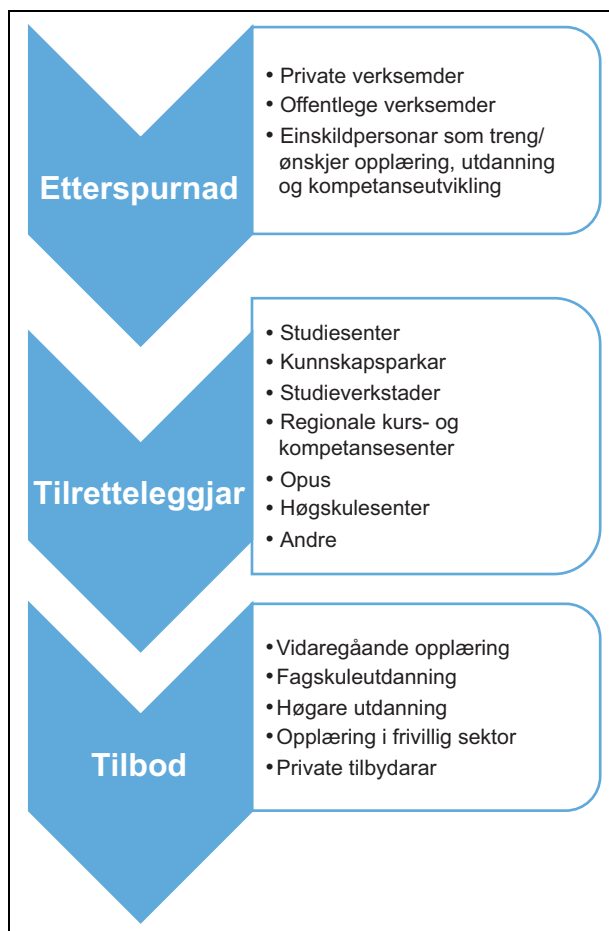 Etterspurnad
• Private verksemder
• Offentlege verksemder
• Einskildpersonar som treng/
ønskjer opplæring, utdanning
og kompetanseutvikling
Tilretteleggjar
• Studiesenter
• Kunnskapsparkar
• Studieverkstader
• Regionale kurs- og
kompetansesenter
• Opus
• Høgskulesenter
• Andre
Tilbod
• Vidaregåande opplæring
• Fagskuleutdanning
• Høgare utdanning
• Opplæring i frivillig sektor
• Private tilbydarar